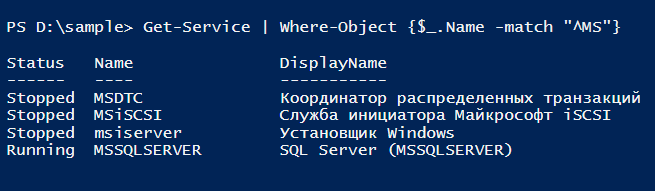 PS D:\sample> Get-Service | Where-Object {$_.Name -match "^MS"}
Status Name DisplayName
------ ---- -----------
Stopped MSDTC Координатор распределенных транзакций
Stopped MSiSCSI Служба инициатора Майкрософт iSCSI
Stopped msiserver Установщик Windows
Running MSSQLSERVER SQL Server (MSSQLSERVER)